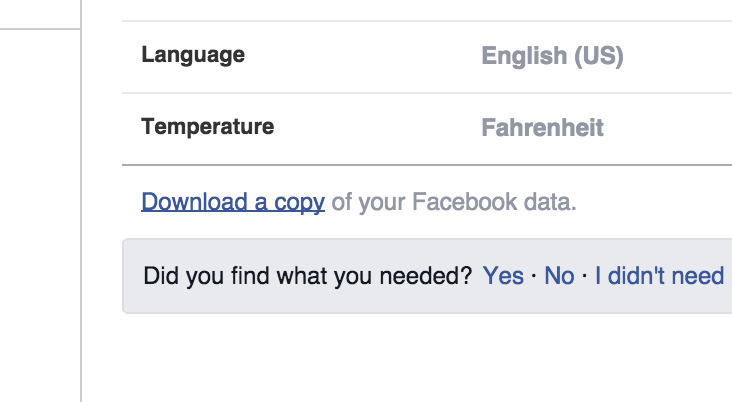 Language English (US)
Temperature Fahrenheit
Download a copy of your Facebook data.
Did you find what you needed? Yes · No · I didn't need